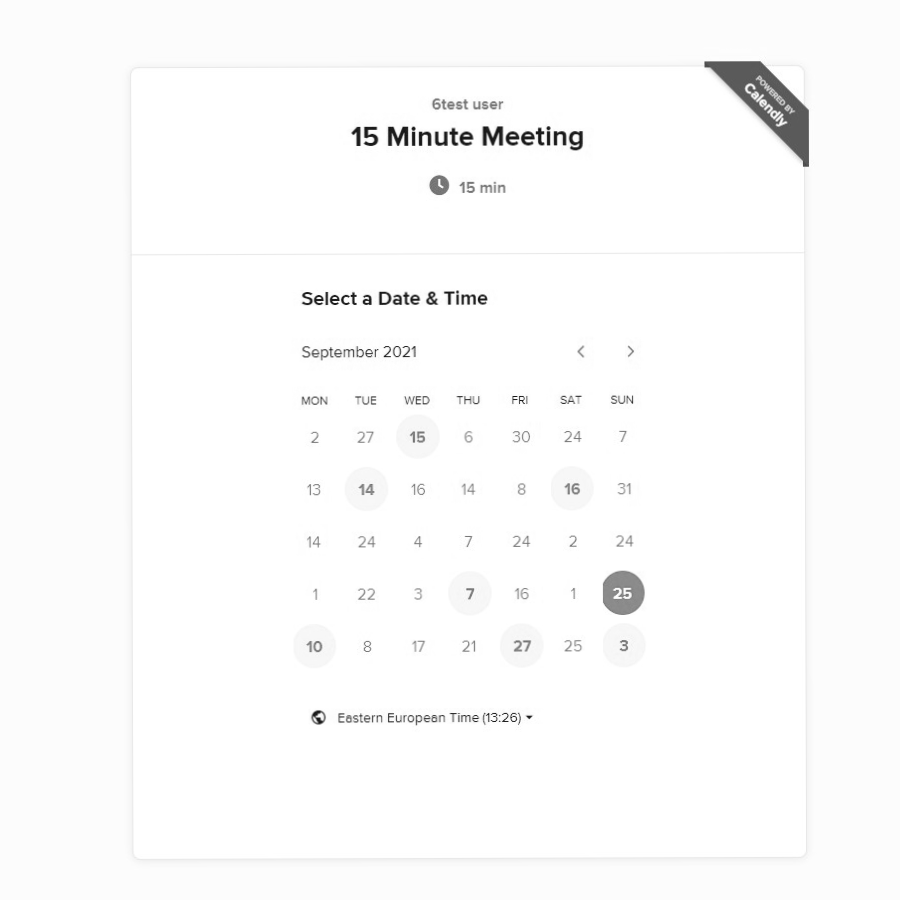 POWERED BY
Calendly
6test user
15 Minute Meeting
15 min
Select a Date & Time
September 2021
MON TUE WED THU FRI SAT SUN
2 27 15 6 30 24 7
13 14 16 14 8 16 31
14 24 4 7 24 2 24
1 22 3 7 16 1 25
10 8 17 21 27 25 3
Eastern European Time (13:26)